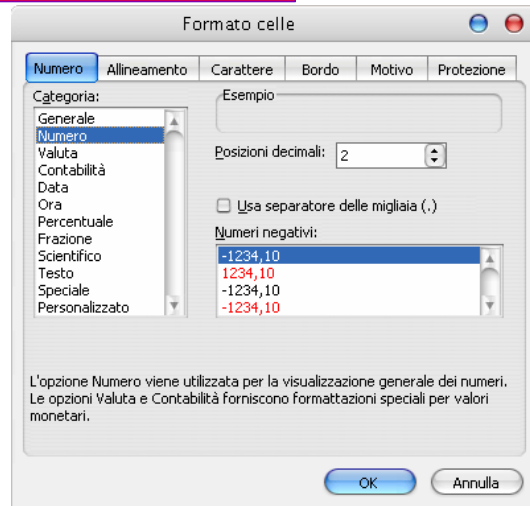 Formato celle
Numero Allineamento Carattere Bordo Motivo Protezione
Categoria:
Generale
Numero
Valuta
Contabilità
Data
Ora
Percentuale
Frazione
Scientifico
Testo
Speciale
Personalizzato
Esempio
Posizioni decimali: 2
Usa separatore delle migliaia (.)
Numeri negativi:
-1234,10
1234,10
-1234,10
-1234,10
L'opzione Numero viene utilizzata per la visualizzazione generale dei numeri.
Le opzioni Valuta e Contabilità forniscono formattazioni speciali per valori
monetari.
OK Annulla